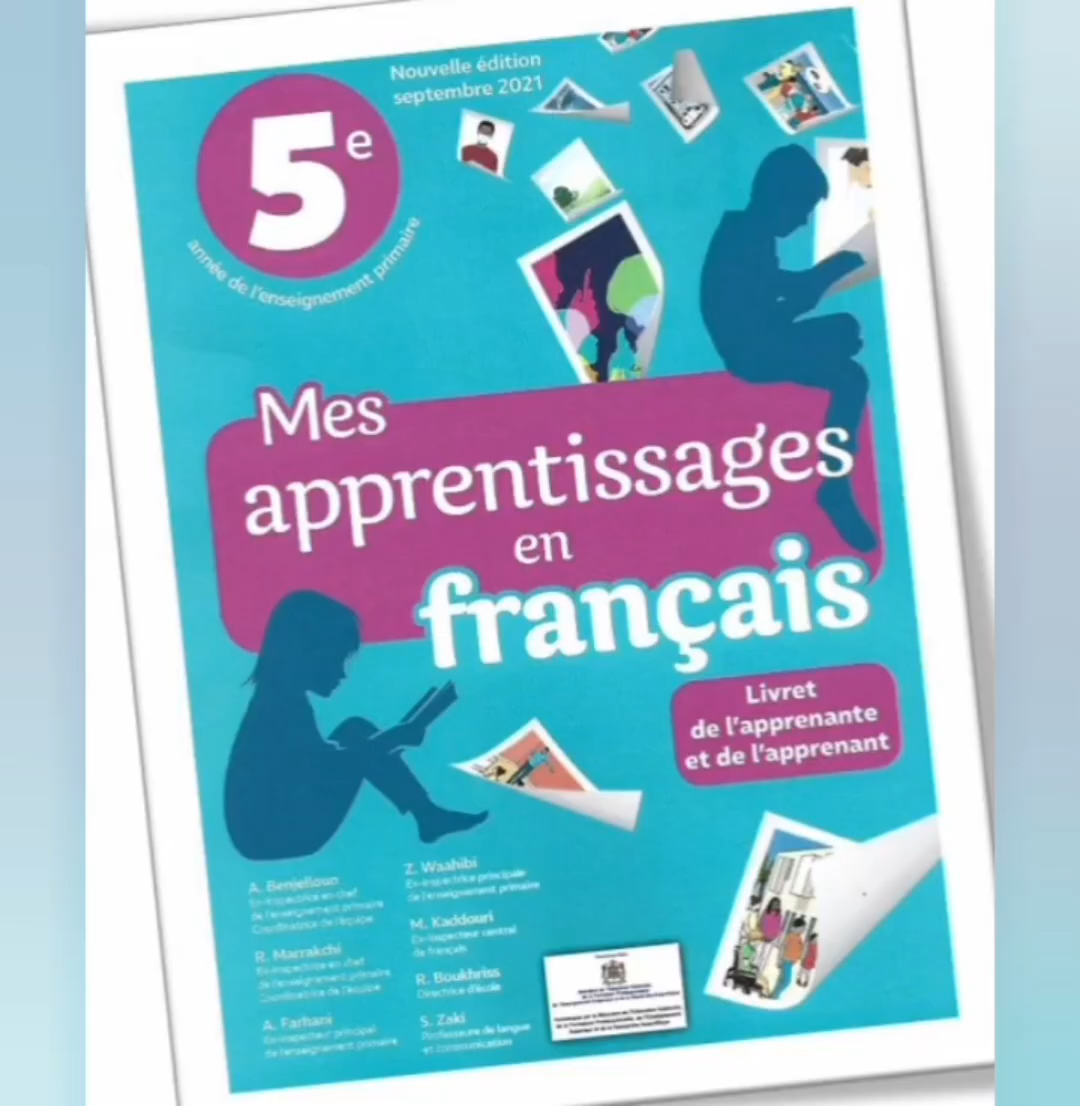 Nouvelle édition
septembre 2021
5e
année de l'enseignement primaire
Mes
apprentissages
en
français
Livret
de l'apprenante
et de l'apprenant
A. Benjelloun
Ex-inspectrice en chef
de l'enseignement primaire
Coordinatrice de l'équipe
R. Marrakchi
Ex-inspectrice en chef
de l'enseignement primaire
Coordinatrice de l'équipe
A. Farhani
Ex-inspecteur principal
de l'enseignement primaire
Z. Waahibi
Ex-inspectrice principale
de l'enseignement primaire
M. Kaddouri
Ex-inspecteur central
de français
R. Boukhriss
Directrice d'école
S. Zaki
Professeure de langue
et communication